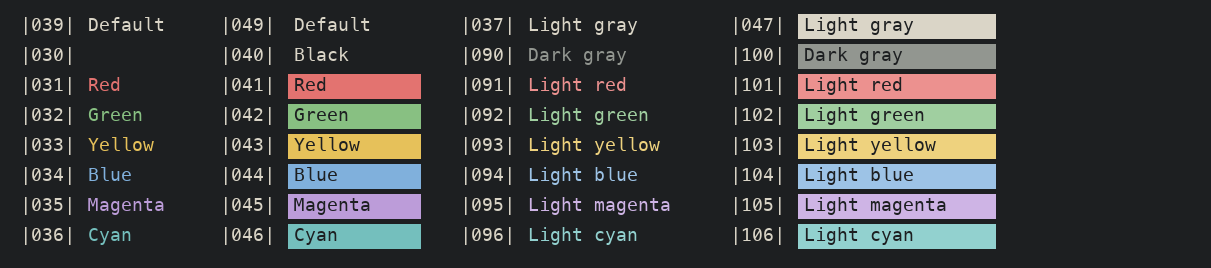 |039| Default |049| Default |037| Light gray |047| Light gray
|030| |040| Black |090| Dark gray |100| Dark gray
|031| Red |041| Red |091| Light red |101| Light red
|032| Green |042| Green |092| Light green |102| Light green
|033| Yellow |043| Yellow |093| Light yellow |103| Light yellow
|034| Blue |044| Blue |094| Light blue |104| Light blue
|035| Magenta |045| Magenta |095| Light magenta |105| Light magenta
|036| Cyan |046| Cyan |096| Light cyan |106| Light cyan